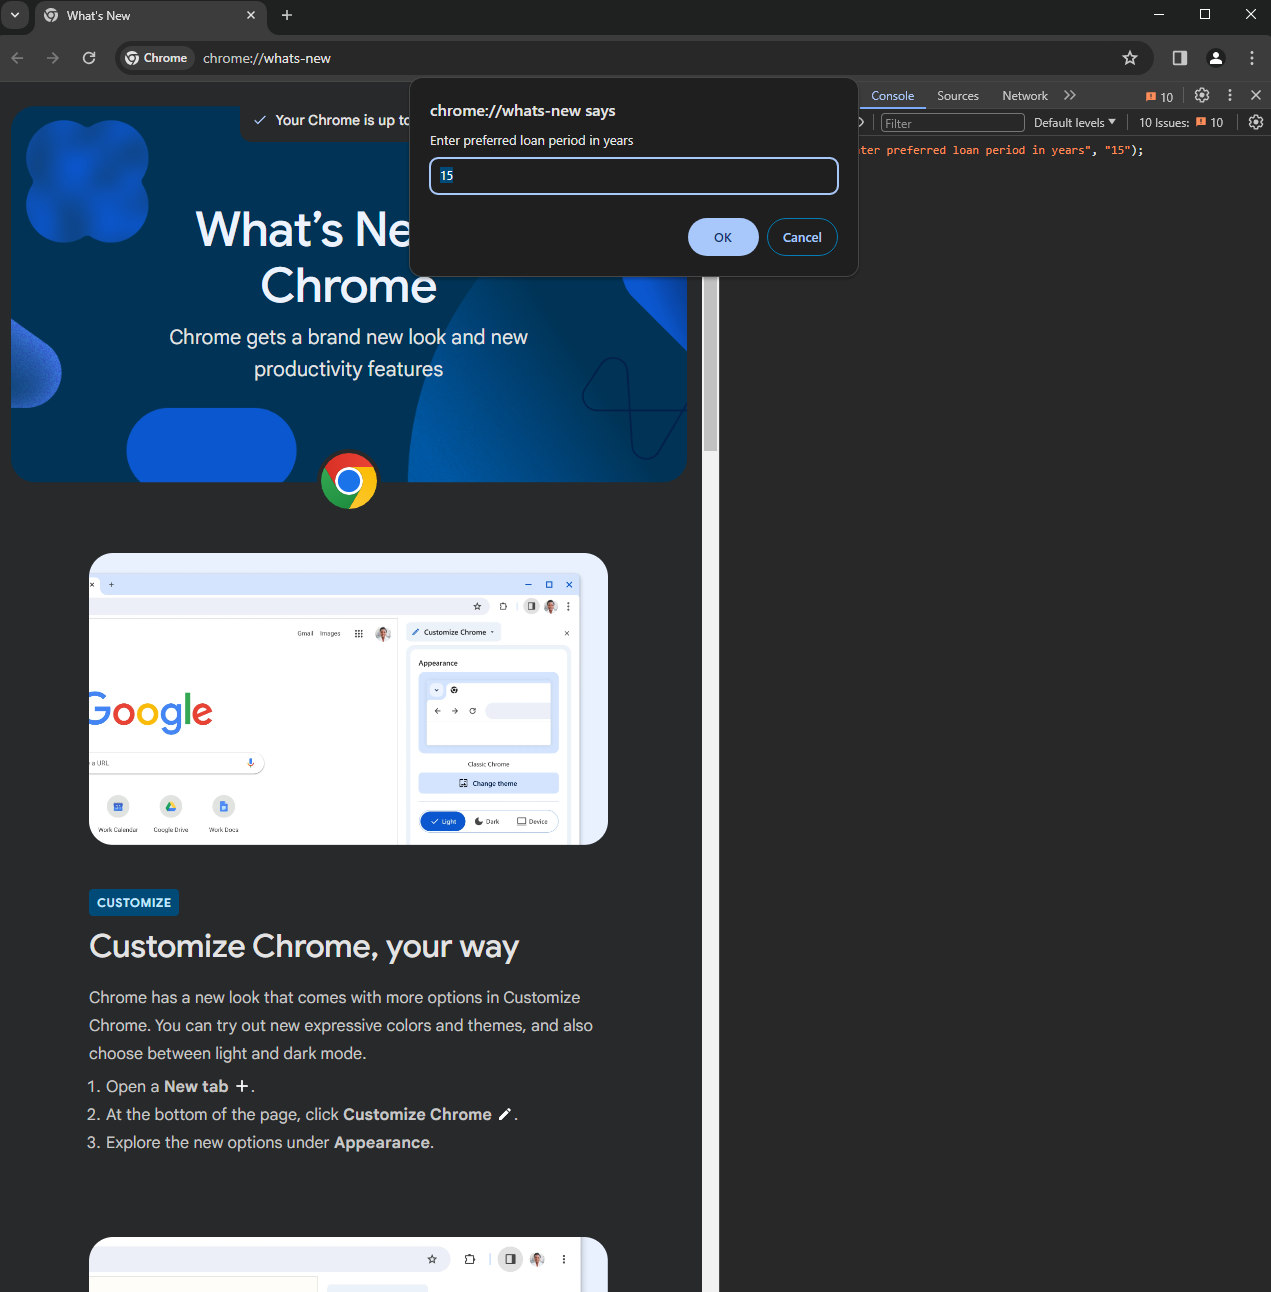 What's New
Chrome
chrome://whats-new
Console
Sources
Network
10
Filter
Default levels
10 Issues:
10
preferred loan period in years", "15");
chrome://whats-new says
Enter preferred loan period in years
15
OK
Cancel
Your Chrome is up
What's
Chrome
Chrome gets a brand new look and new
productivity features
Gmail
Images
Google
a URL
Work Calendar
Google Drive
Work Docs
Customize Chrome
Appearance
Classic Chrome
Change theme
Light
Dark
Device
CUSTOMIZE
Customize Chrome, your way
Chrome has a new look that comes with more options in Customize
Chrome. You can try out new expressive colors and themes, and also
choose between light and dark mode.
1. Open a New tab +.
2. At the bottom of the page, click Customize Chrome .
3. Explore the new options under Appearance.